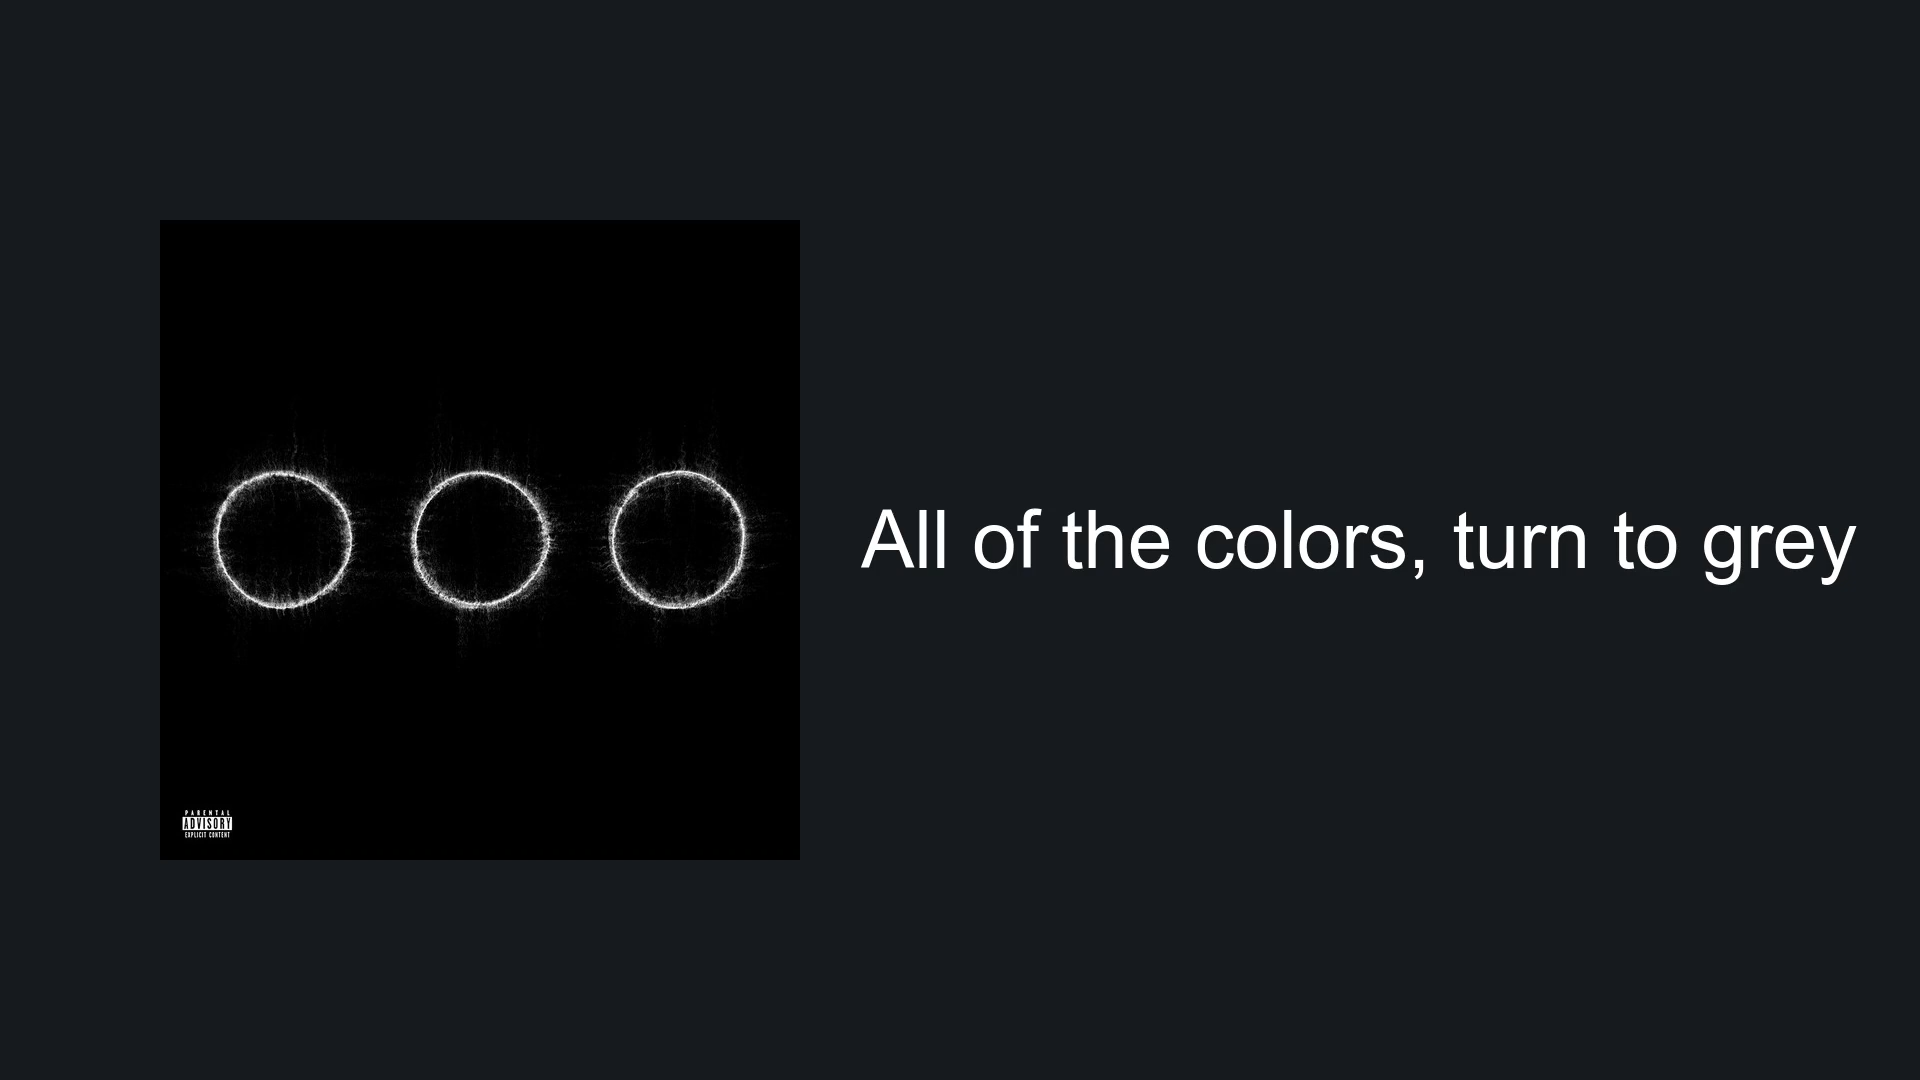 All of the colors, turn to grey
PARENTAL
ADVISORY
EXPLICIT CONTENT